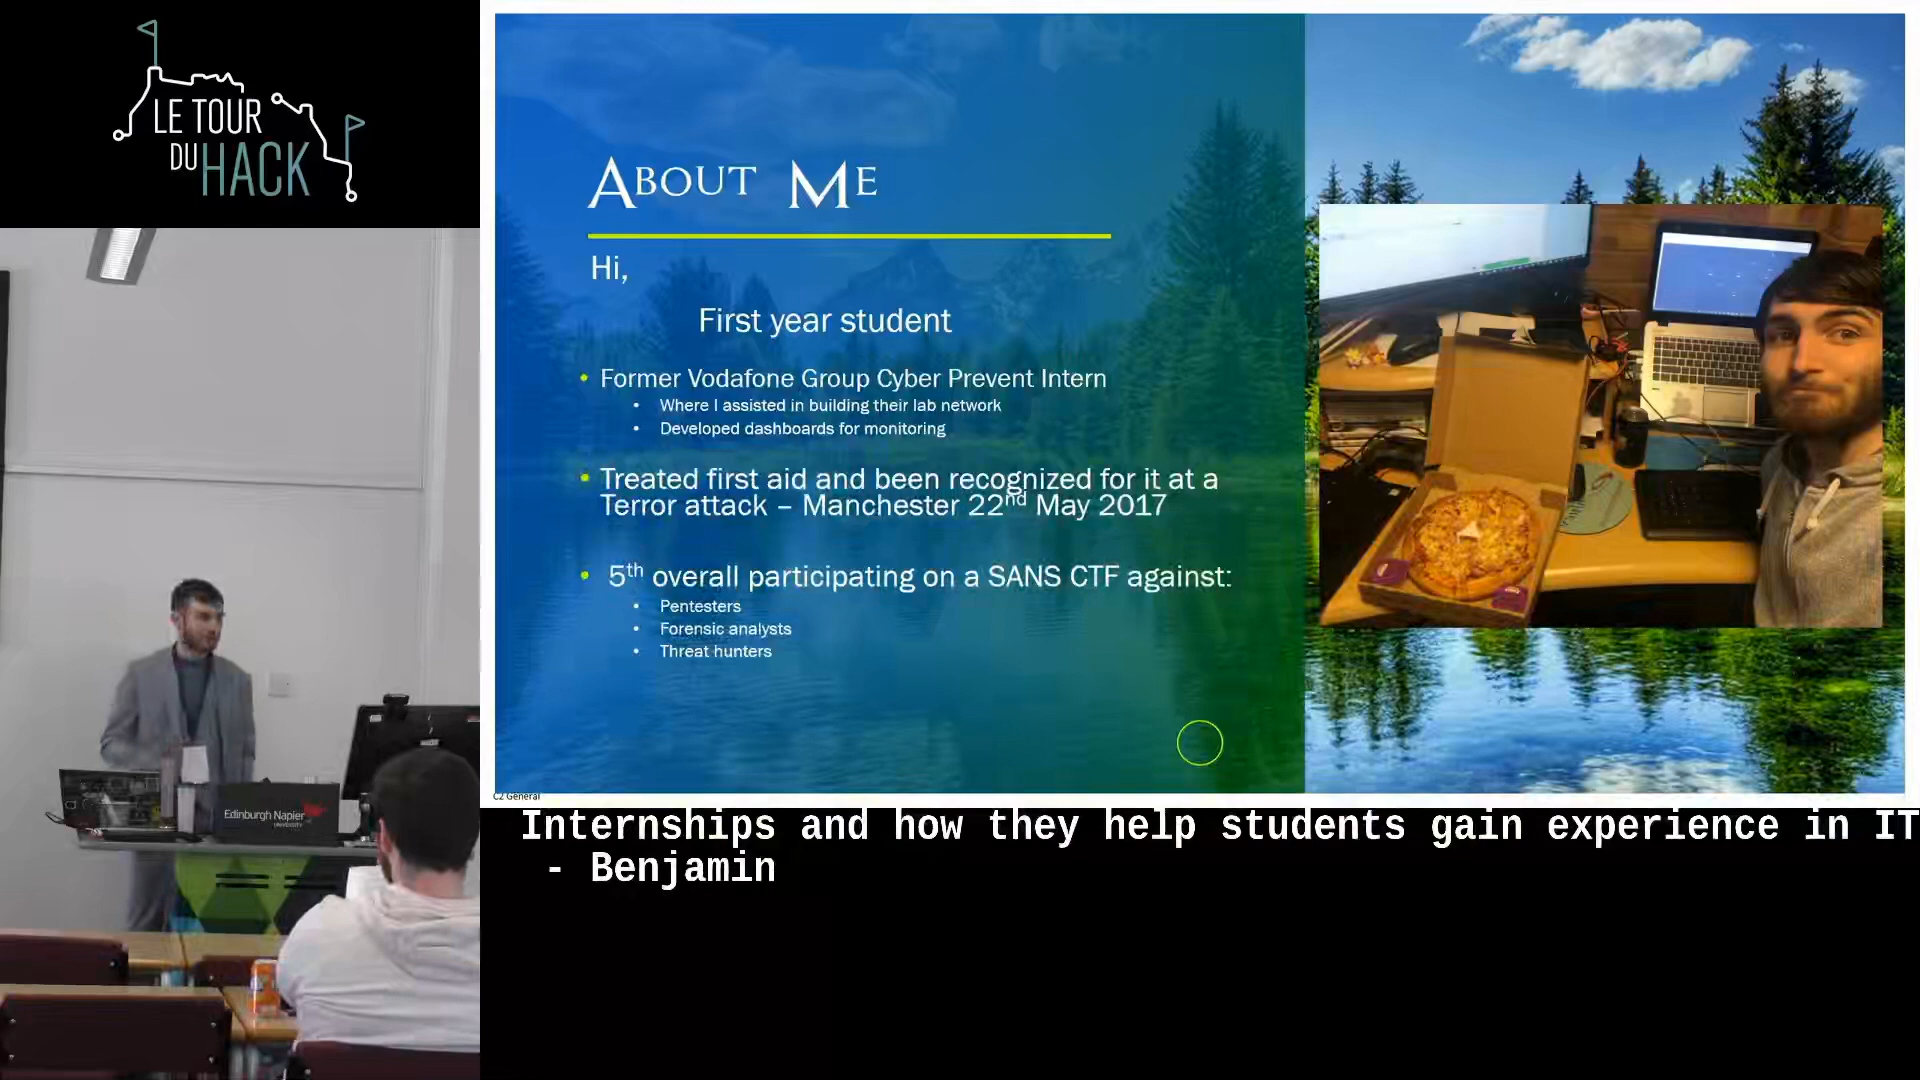 LE TOUR
DU HACK
ABOUT ME
Hi,
First year student
• Former Vodafone Group Cyber Prevent Intern
• Where I assisted in building their lab network
• Developed dashboards for monitoring
• Treated first aid and been recognized for it at a
Terror attack – Manchester 22nd May 2017
• 5th overall participating on a SANS CTF against:
• Pentesters
• Forensic analysts
• Threat hunters
C2 General
Edinburgh Napier
UNIVERSITY
Internships and how they help students gain experience in IT
- Benjamin